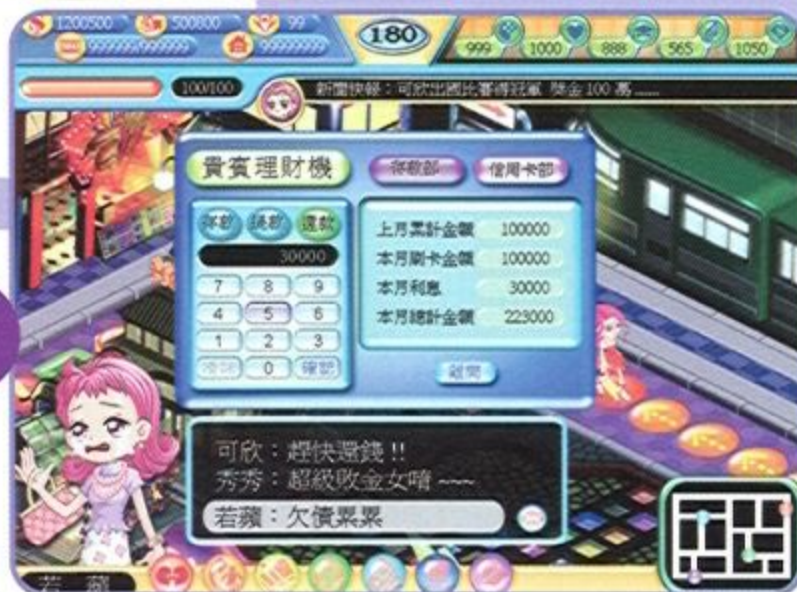 1200500 500800 99
180
999 1000 888 565 1050
99999999/999999 99999999
100/100
新聞快報：可欣出國比賽得冠軍 獎金100萬......
貴賓理財機 存款部 信用卡部
存款 提款 還款
30000
7 8 9
4 5 6
1 2 3
清除 0 確認
上月累計金額 100000
本月刷卡金額 100000
本月利息 30000
本月總計金額 223000
離開
可欣：趕快還錢!!
秀秀：超級敗金女唷~~~
若蘋：欠債累累
若蘋